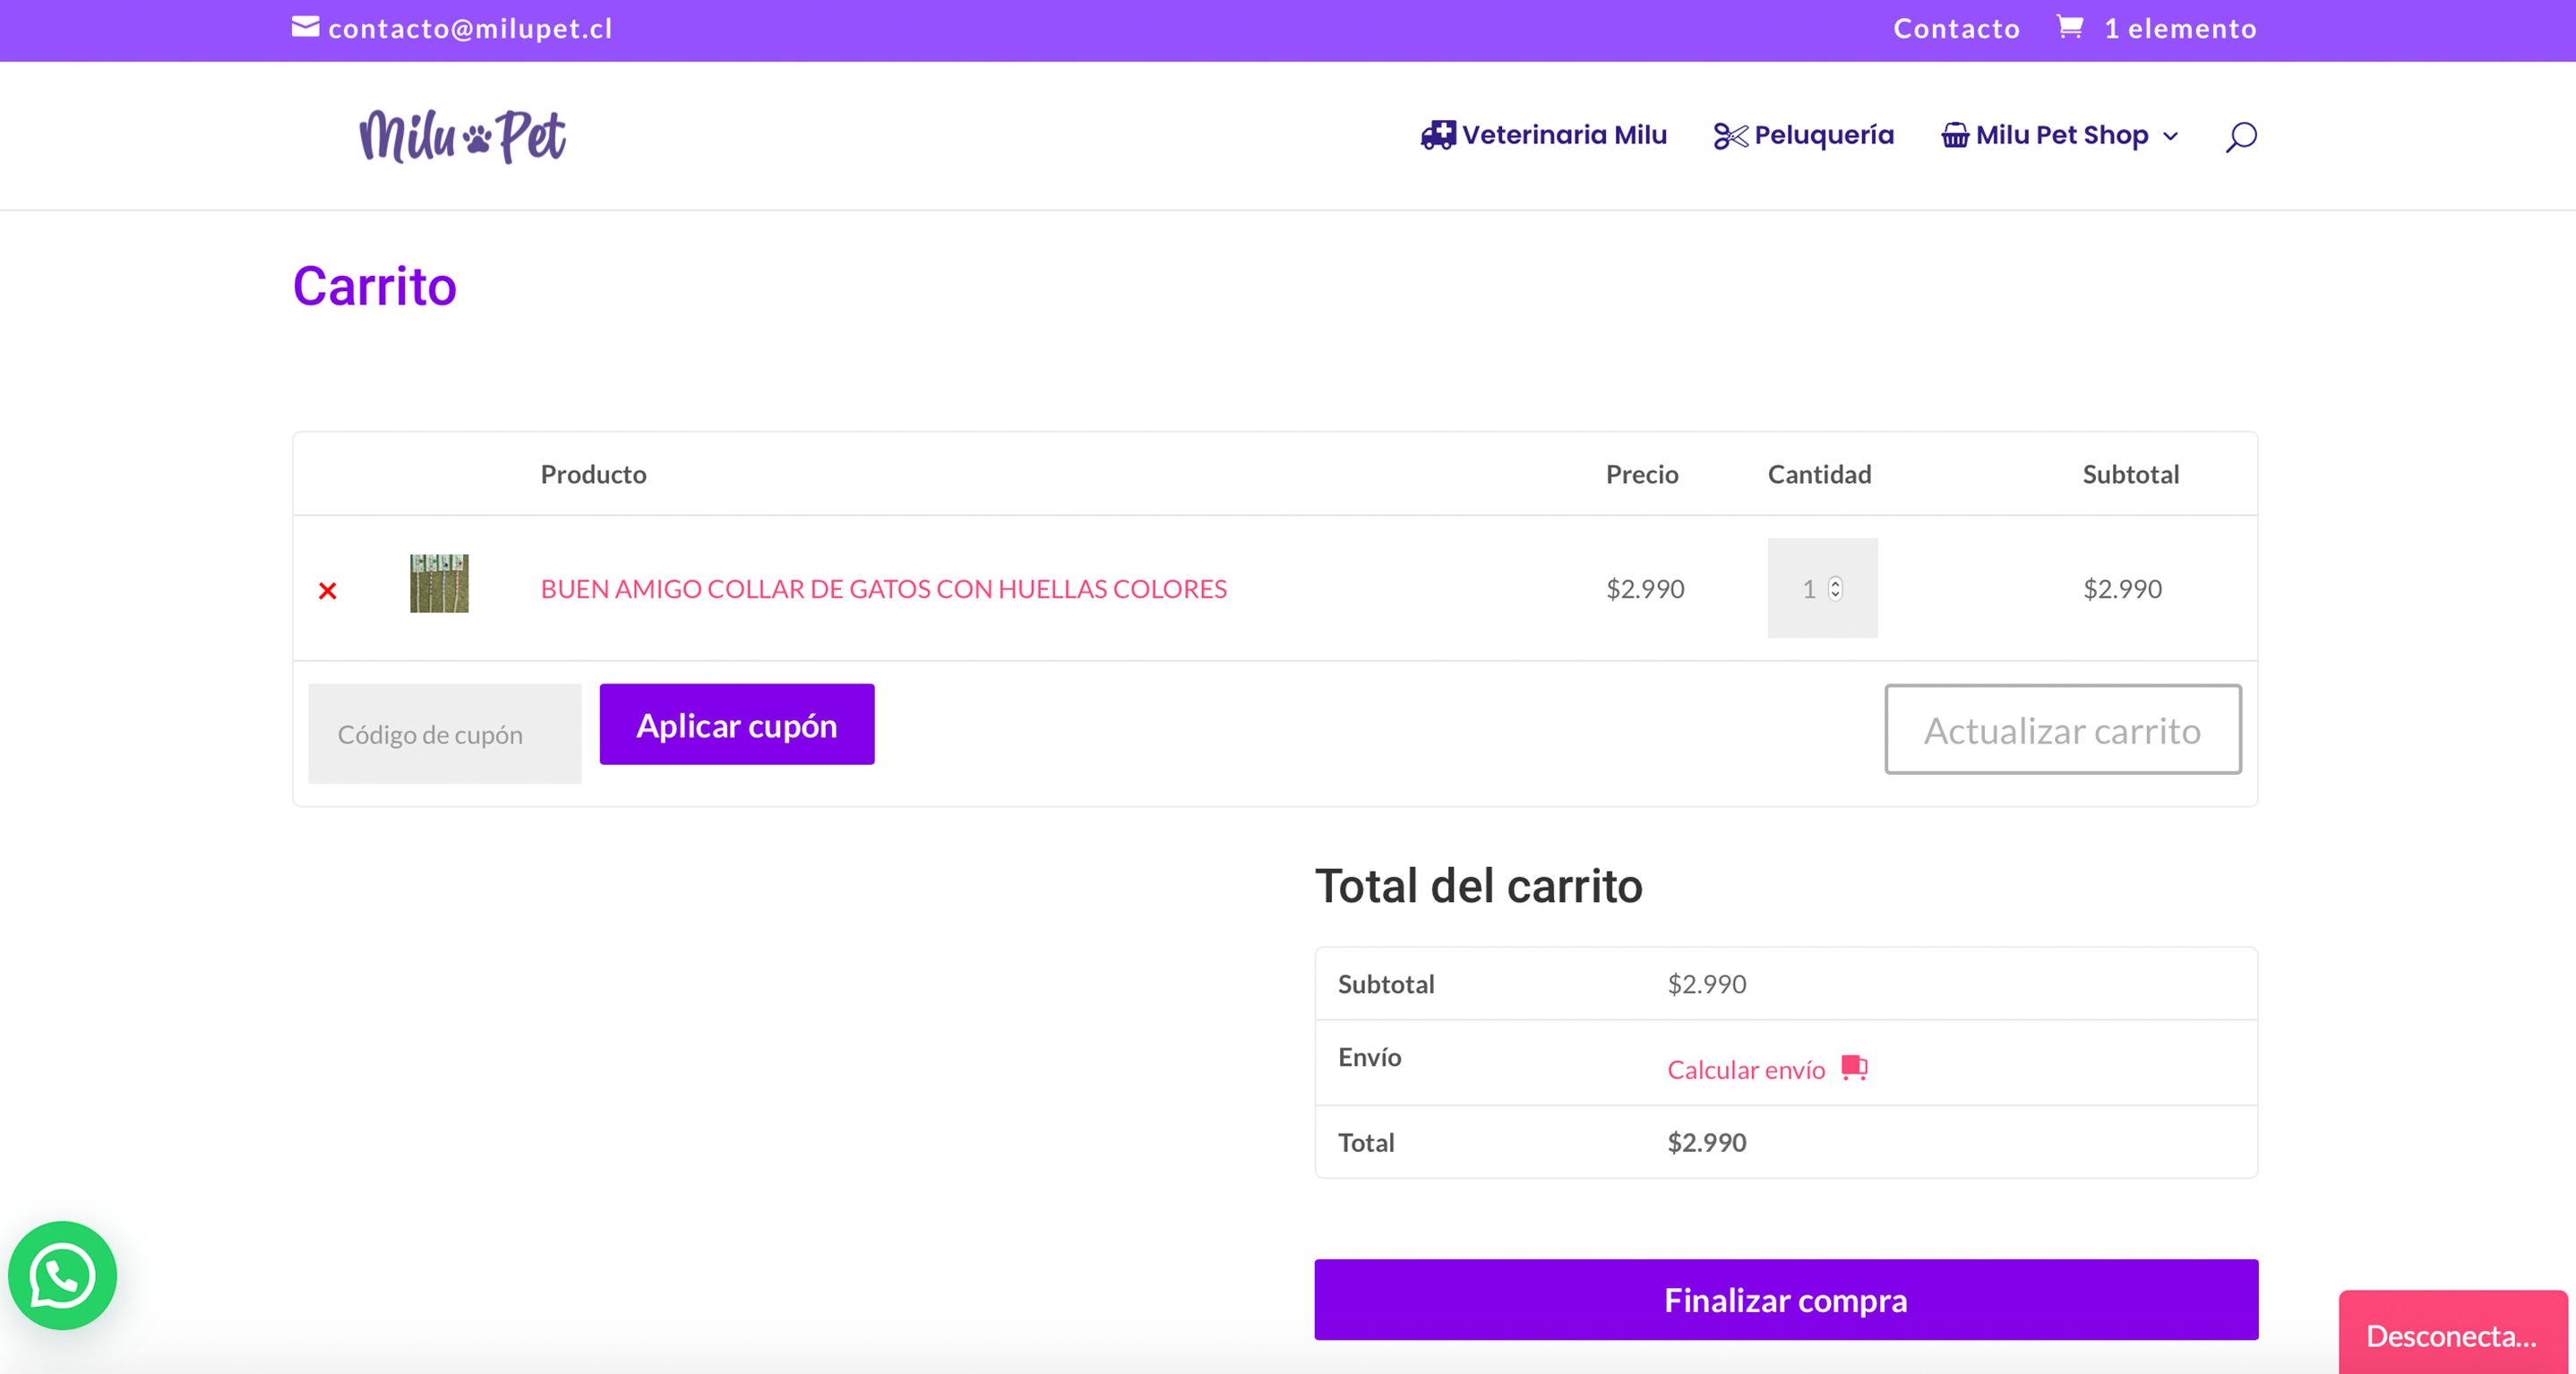 contacto@milupet.cl
Contacto 1 elemento
Milu Pet
Veterinaria Milu Peluquería Milu Pet Shop
Carrito
Producto Precio Cantidad Subtotal
BUEN AMIGO COLLAR DE GATOS CON HUELLAS COLORES $2.990 1 $2.990
Código de cupón Aplicar cupón Actualizar carrito
Total del carrito
Subtotal $2.990
Envío Calcular envío
Total $2.990
Finalizar compra
Desconecta...